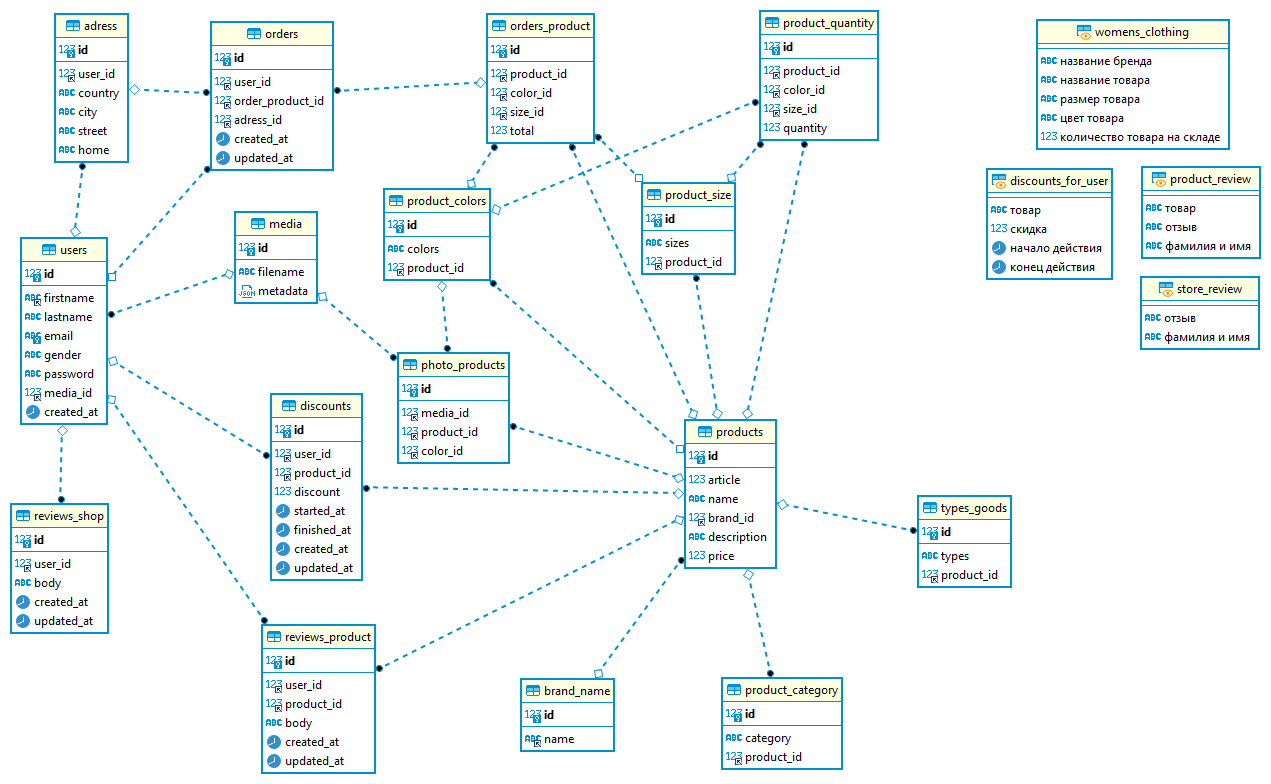 adress
id
user_id
country
city
street
home
orders
id
user_id
order_product_id
adress_id
created_at
updated_at
orders_product
id
product_id
color_id
size_id
total
product_quantity
id
product_id
color_id
size_id
quantity
womens_clothing
название бренда
название товара
размер товара
цвет товара
количество товара на складе
discounts_for_user
товар
скидка
начало действия
конец действия
product_review
товар
отзыв
фамилия и имя
store_review
отзыв
фамилия и имя
users
id
firstname
lastname
email
gender
password
media_id
created_at
media
id
filename
metadata
product_colors
id
colors
product_id
product_size
id
sizes
product_id
photo_products
id
media_id
product_id
color_id
discounts
id
user_id
product_id
discount
started_at
finished_at
created_at
updated_at
products
id
article
name
brand_id
description
price
types_goods
id
types
product_id
reviews_shop
id
user_id
body
created_at
updated_at
reviews_product
id
user_id
product_id
body
created_at
updated_at
brand_name
id
name
product_category
id
category
product_id